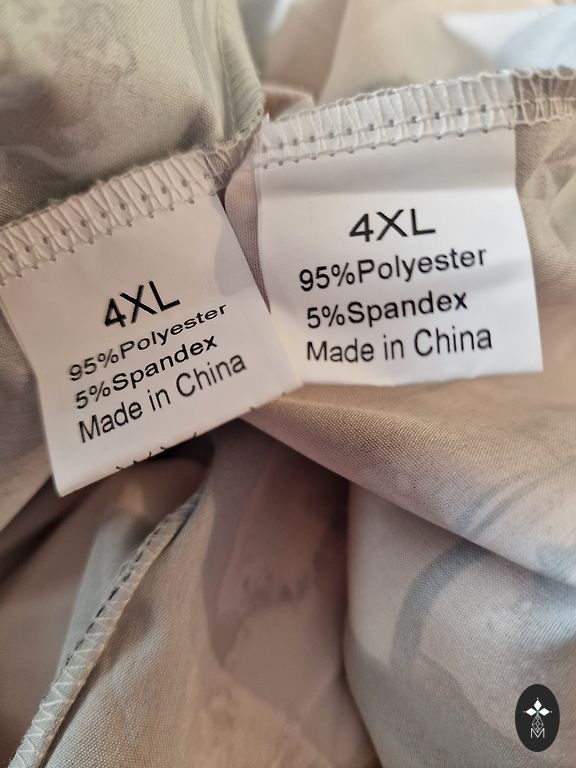 4XL
95%Polyester
5%Spandex
Made in China
4XL
95%Polyester
5%Spandex
Made in China
M